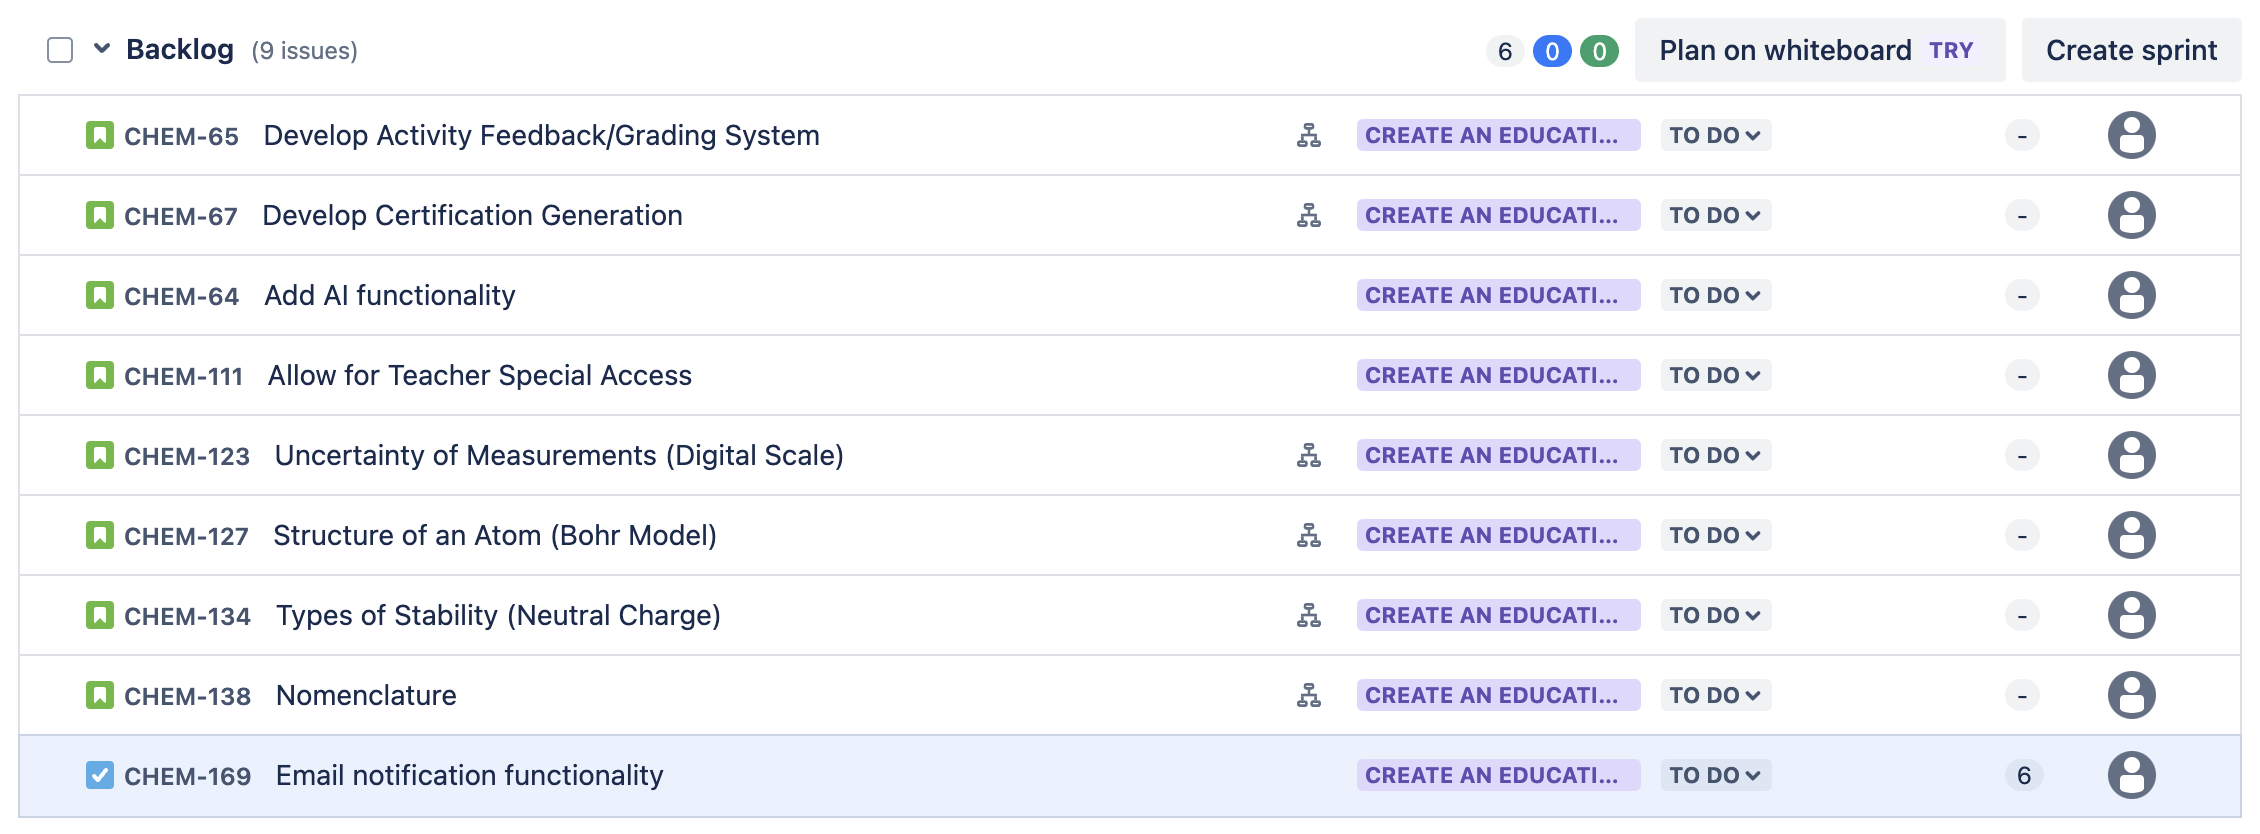 Backlog (9 issues) 6 0 0 Plan on whiteboard TRY Create sprint
CHEM-65 Develop Activity Feedback/Grading System CREATE AN EDUCATI... TO DO -
CHEM-67 Develop Certification Generation CREATE AN EDUCATI... TO DO -
CHEM-64 Add AI functionality CREATE AN EDUCATI... TO DO -
CHEM-111 Allow for Teacher Special Access CREATE AN EDUCATI... TO DO -
CHEM-123 Uncertainty of Measurements (Digital Scale) CREATE AN EDUCATI... TO DO -
CHEM-127 Structure of an Atom (Bohr Model) CREATE AN EDUCATI... TO DO -
CHEM-134 Types of Stability (Neutral Charge) CREATE AN EDUCATI... TO DO -
CHEM-138 Nomenclature CREATE AN EDUCATI... TO DO -
CHEM-169 Email notification functionality CREATE AN EDUCATI... TO DO 6